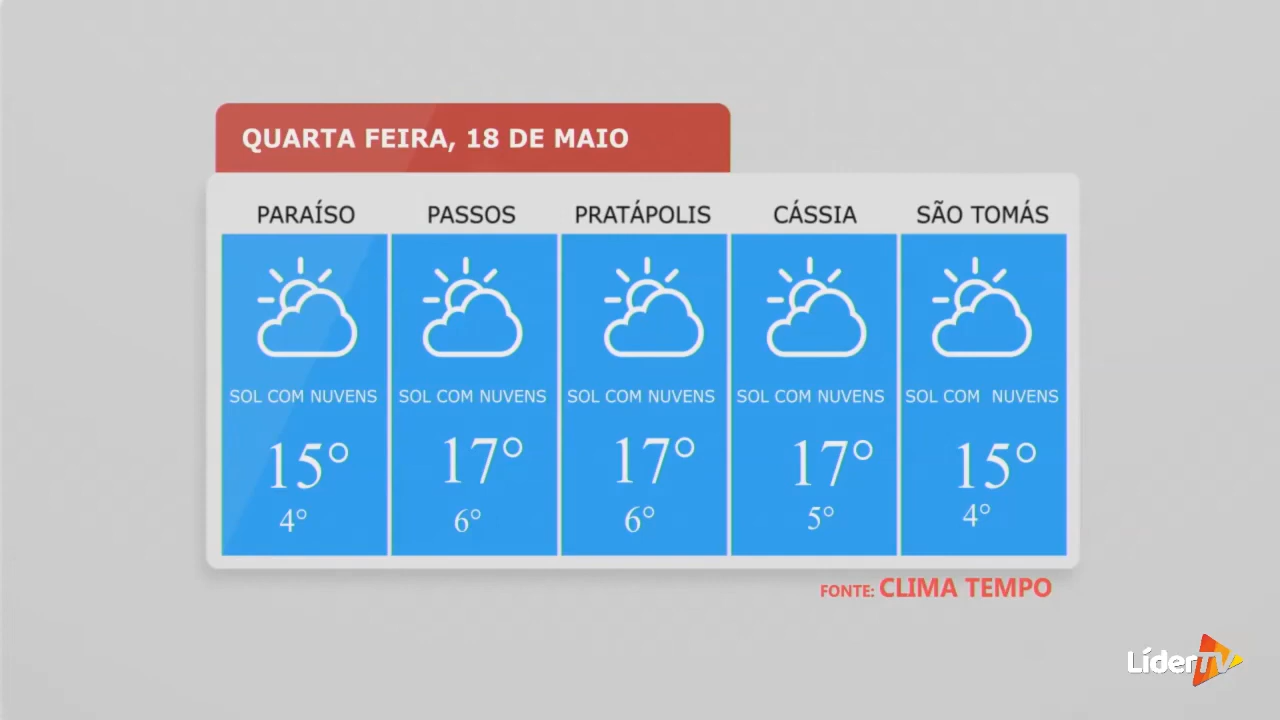 QUARTA FEIRA, 18 DE MAIO
PARAÍSO
SOL COM NUVENS
15°
4°
PASSOS
SOL COM NUVENS
17°
6°
PRATÁPOLIS
SOL COM NUVENS
17°
6°
CÁSSIA
SOL COM NUVENS
17°
5°
SÃO TOMÁS
SOL COM NUVENS
15°
4°
FONTE: CLIMA TEMPO
LíderTV